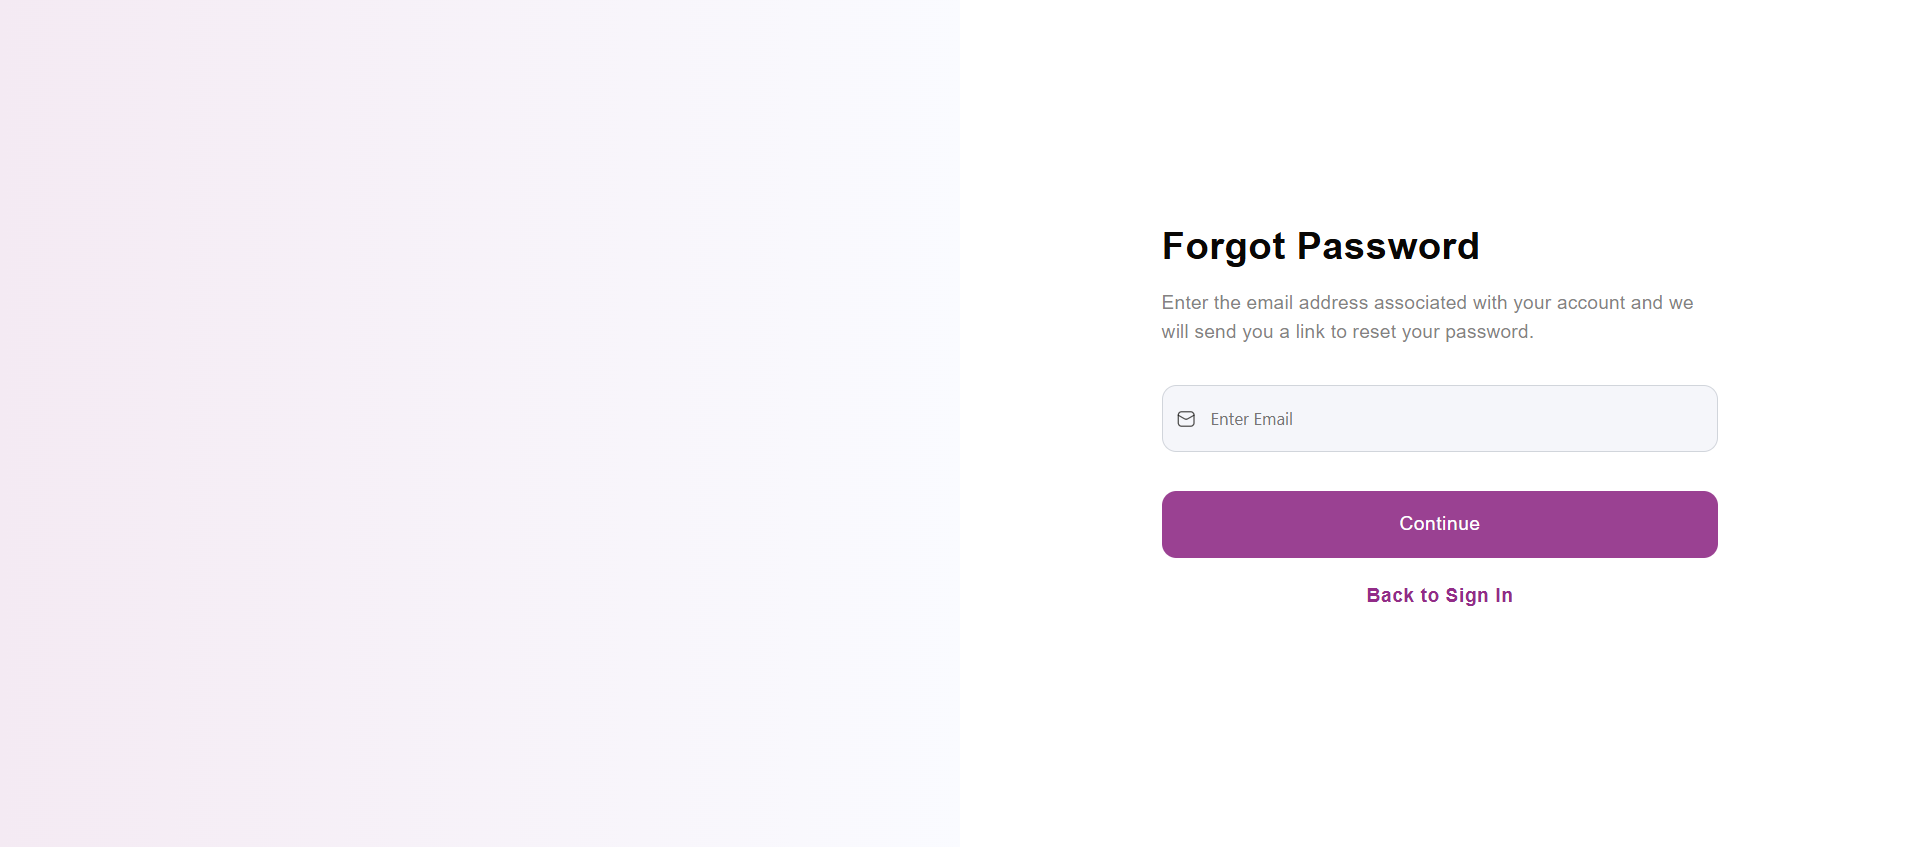 Forgot Password
Enter the email address associated with your account and we
will send you a link to reset your password.
Enter Email
Continue
Back to Sign In